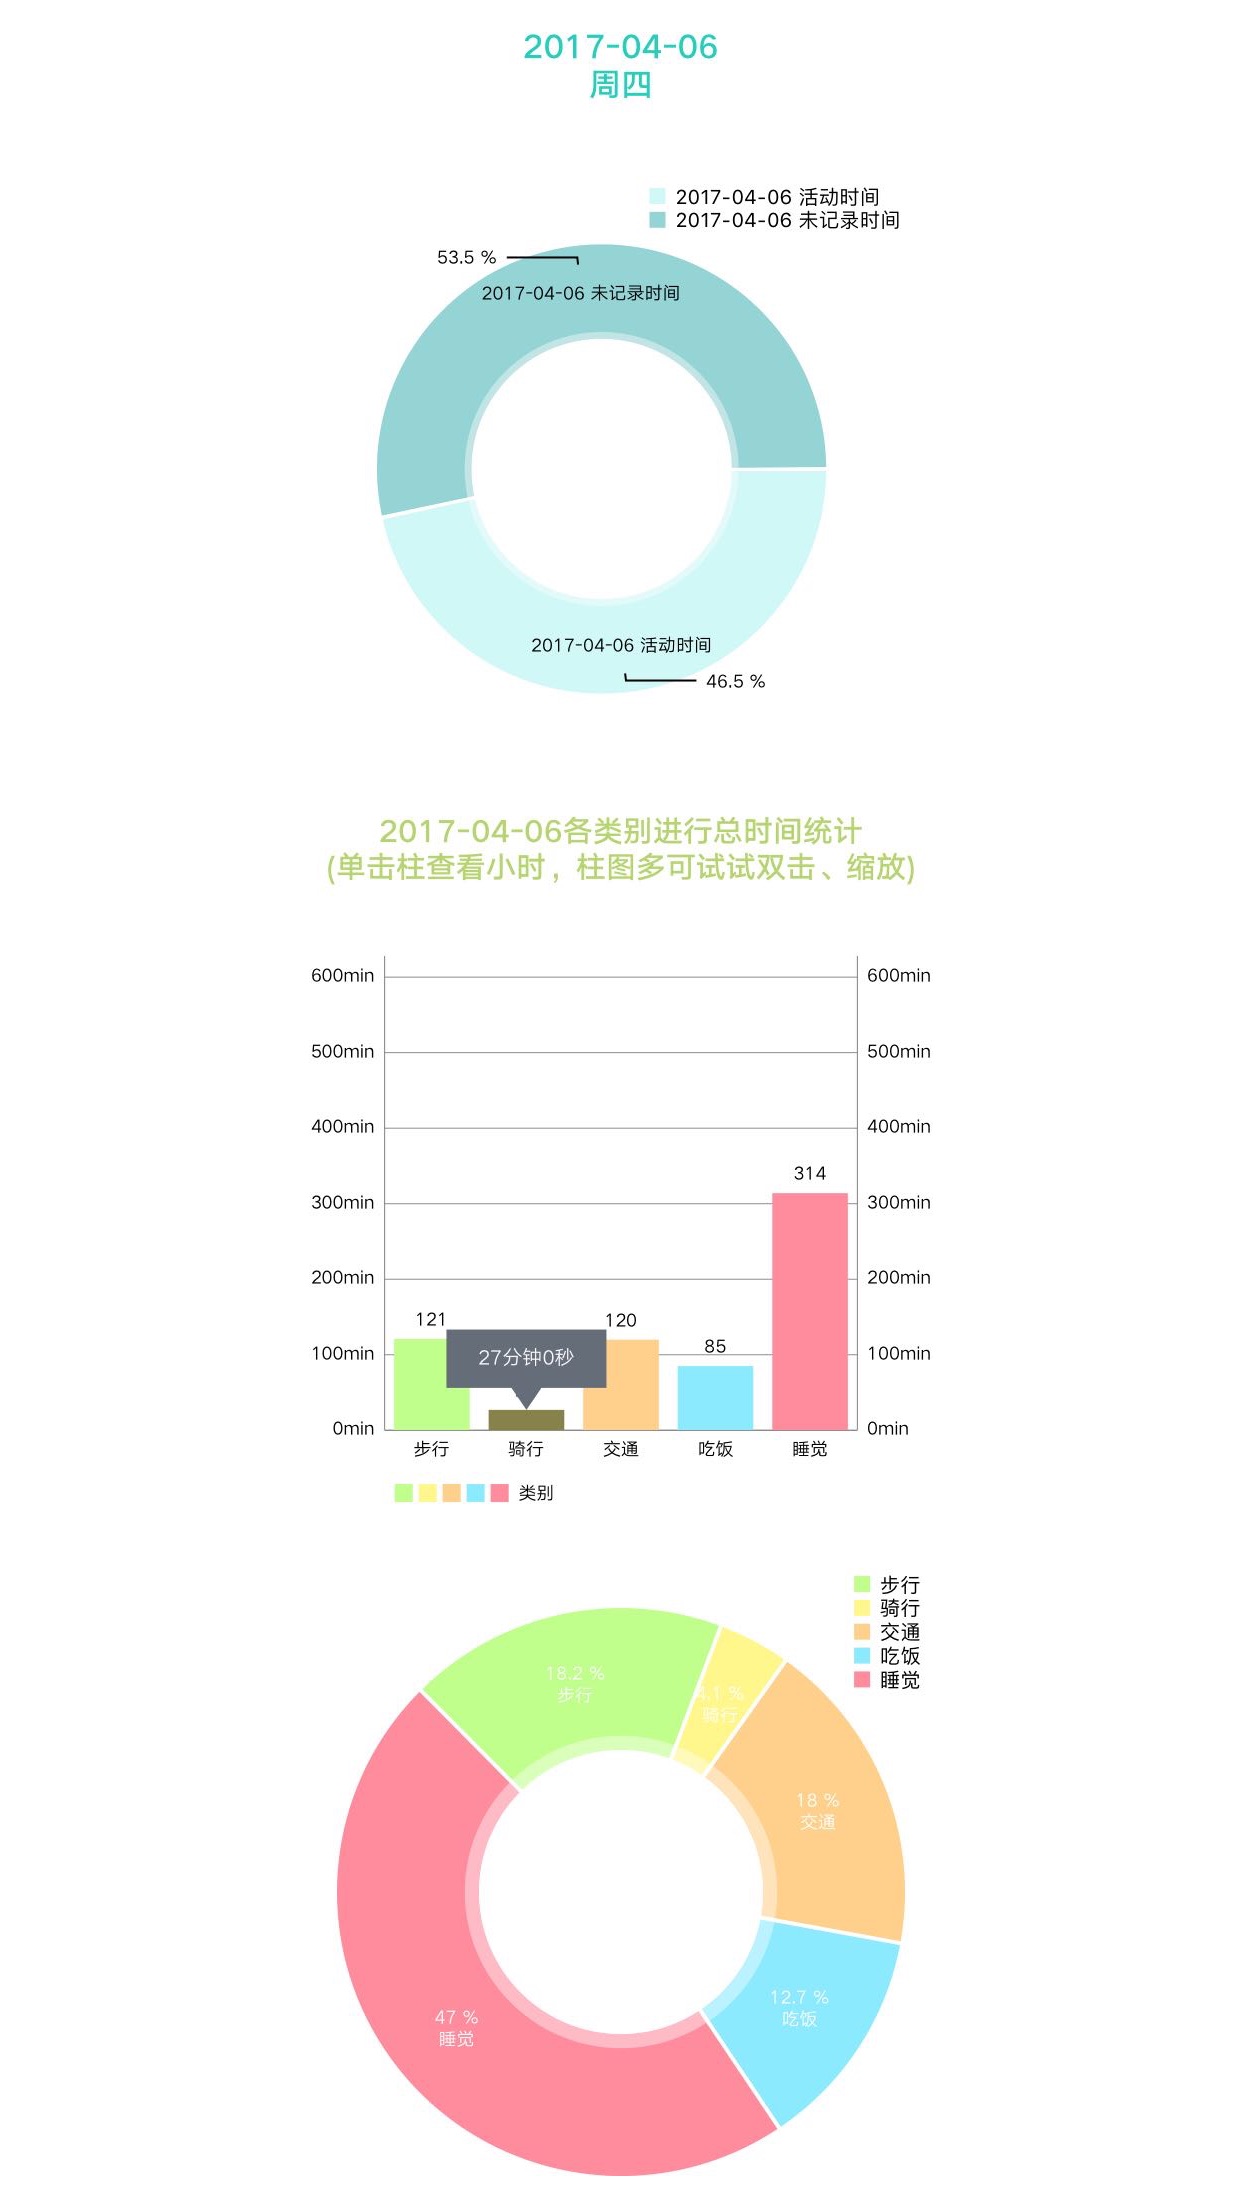 2017-04-06
周四
2017-04-06 活动时间
2017-04-06 未记录时间
53.5 %
2017-04-06 未记录时间
2017-04-06 活动时间
46.5 %
2017-04-06各类别进行总时间统计
(单击柱查看小时，柱图多可试试双击、缩放)
600min
600min
500min
500min
400min
400min
314
300min
300min
200min
200min
121
120
85
100min
27分钟0秒
100min
0min
0min
步行
骑行
交通
吃饭
睡觉
类别
步行
骑行
交通
吃饭
睡觉
18.2 %
步行
4.1 %
骑行
18 %
交通
12.7 %
吃饭
47 %
睡觉